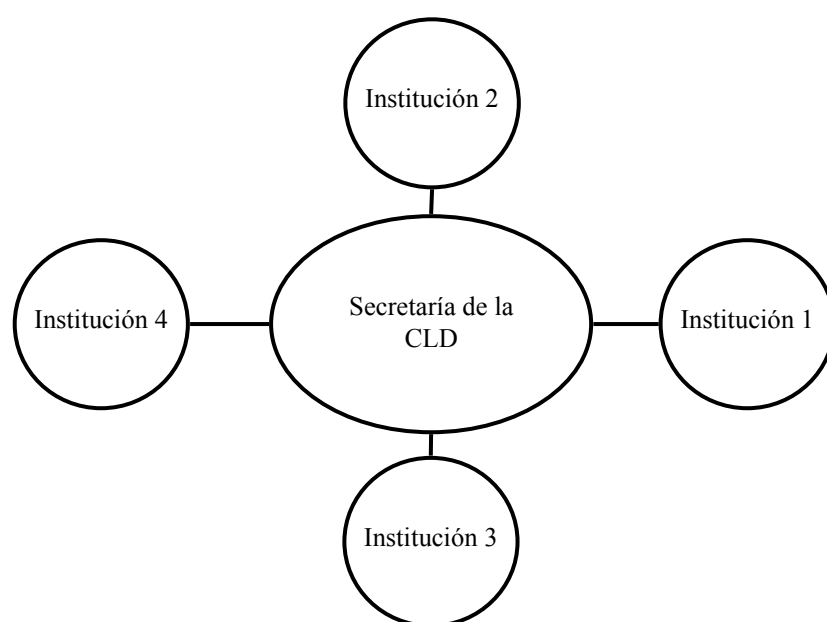 Institución 2
Institución 4
Secretaría de la
CLD
Institución 1
Institución 3